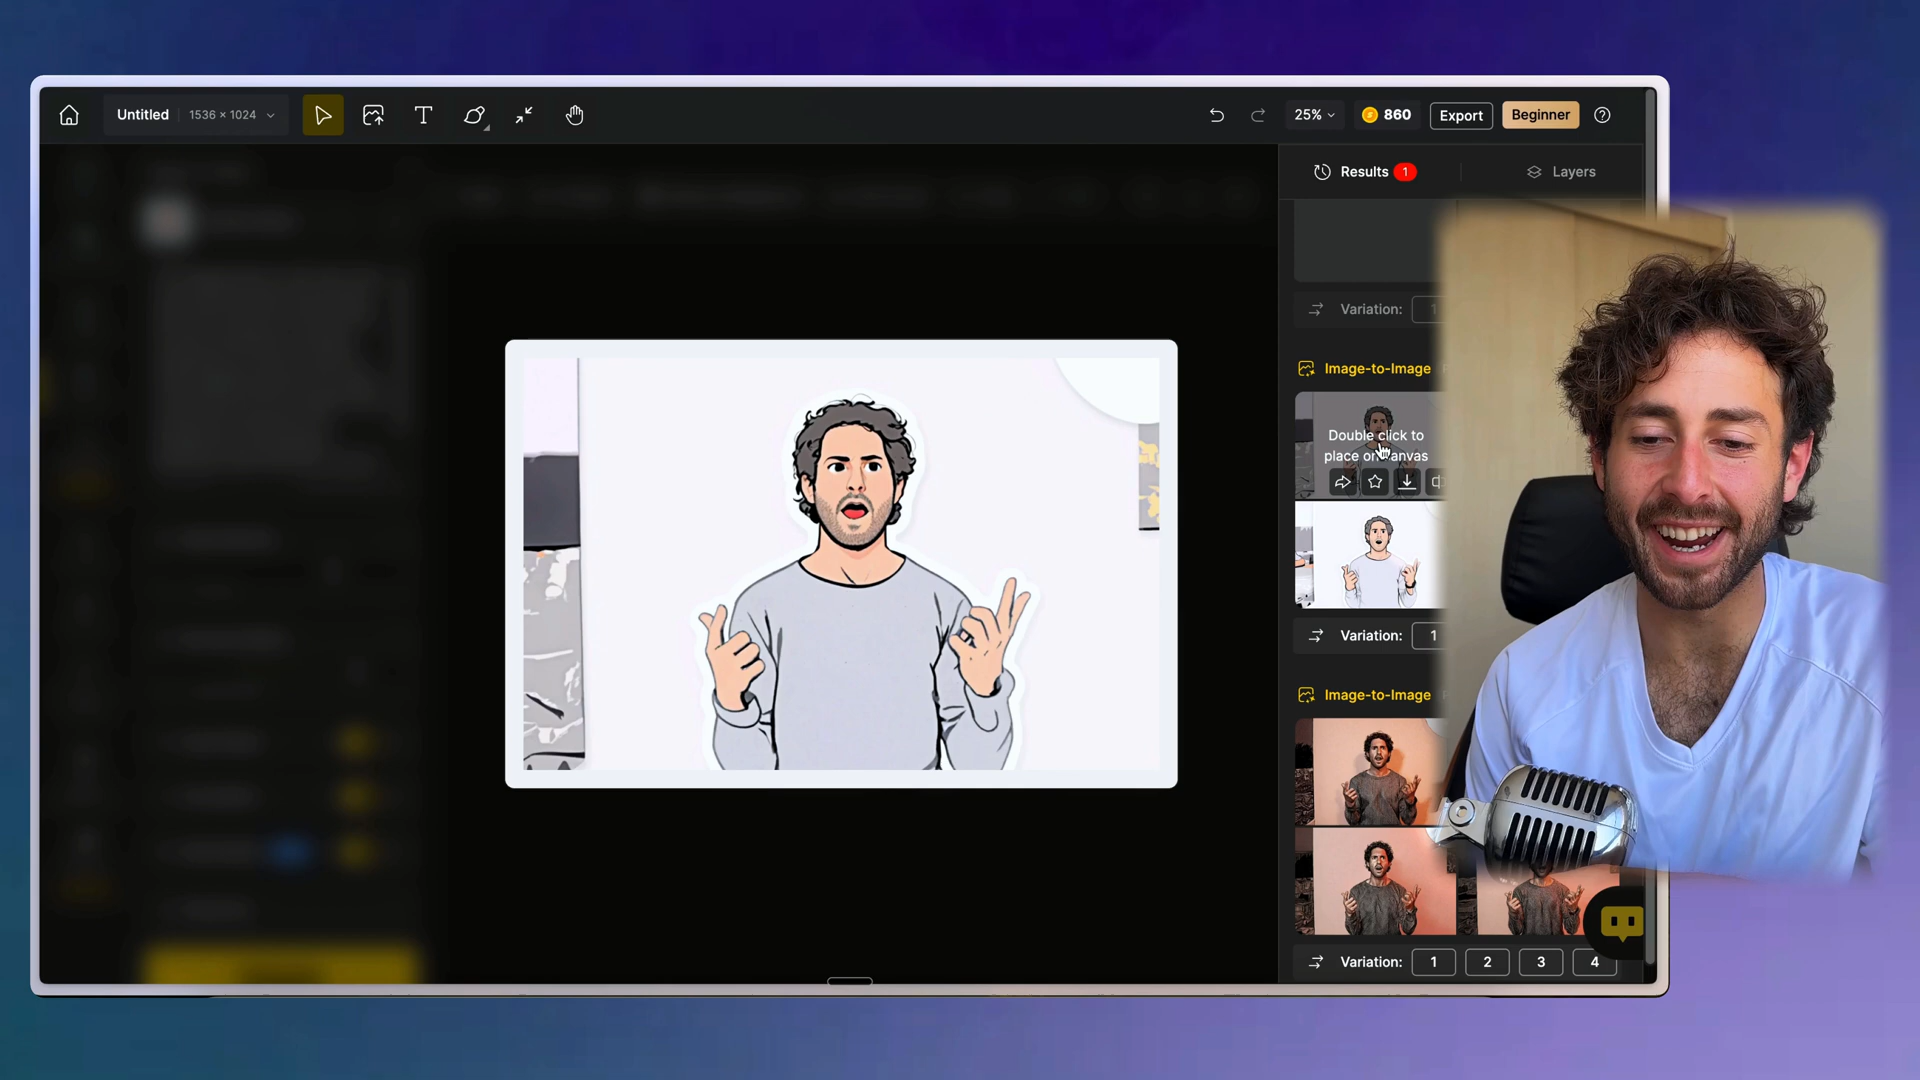 Untitled 1536 × 1024 25% 860 Export Beginner
Results 1 Layers
Variation: 1
Image-to-Image
Double click to
place on canvas
Variation: 1
Image-to-Image
Variation: 1 2 3 4